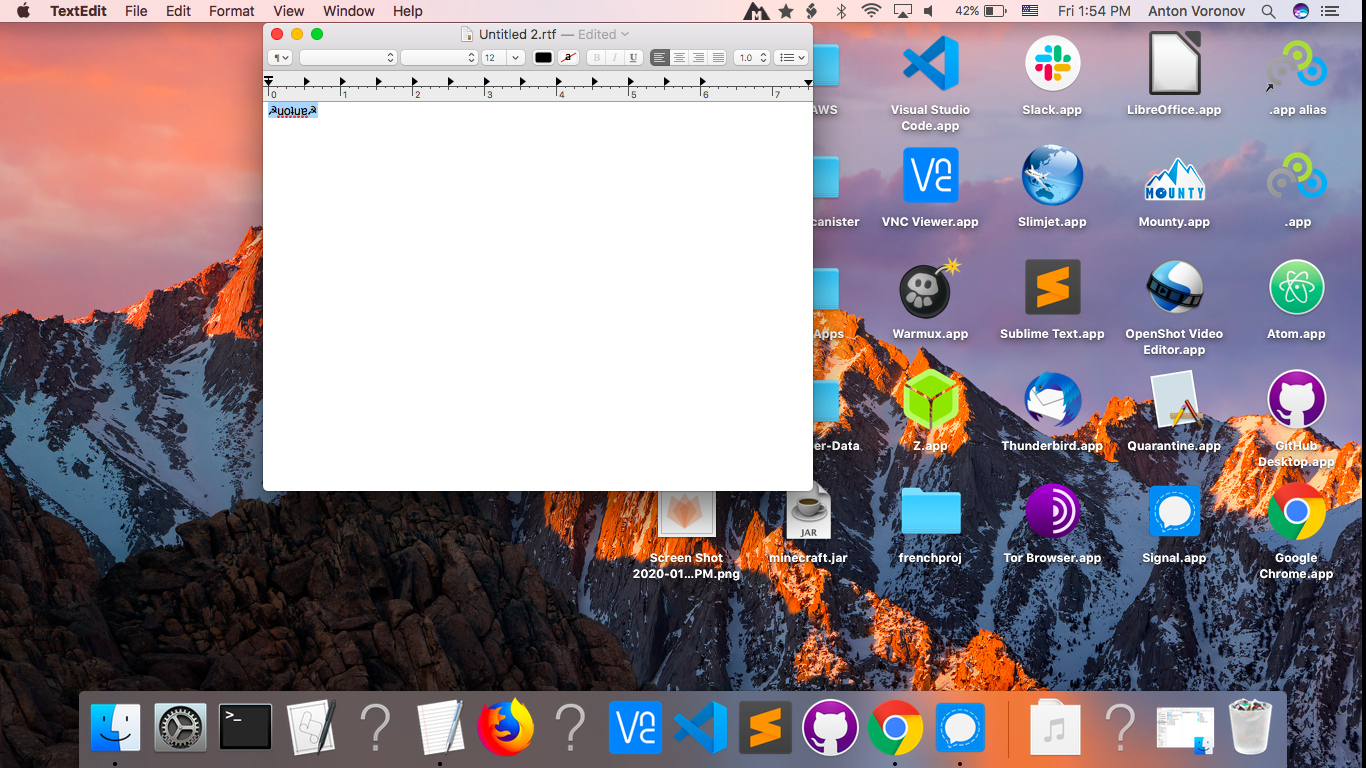 TextEdit File Edit Format View Window Help 42% Fri 1:54 PM Anton Voronov
Untitled 2.rtf — Edited
¶ 12 a B I U 1.0
0 1 2 3 4 5 6 7
AWS
Visual Studio
Code.app
Slack.app
LibreOffice.app
.app alias
canister
VNC Viewer.app
Slimjet.app
Mounty.app
MOUNTY
.app
Apps
Warmux.app
Sublime Text.app
OpenShot Video
Editor.app
Atom.app
er-Data
Z.app
Thunderbird.app
Quarantine.app
GitHub
Desktop.app
Screen Shot
2020-01...PM.png
JAR
minecraft.jar
frenchproj
Tor Browser.app
Signal.app
Google
Chrome.app
>_